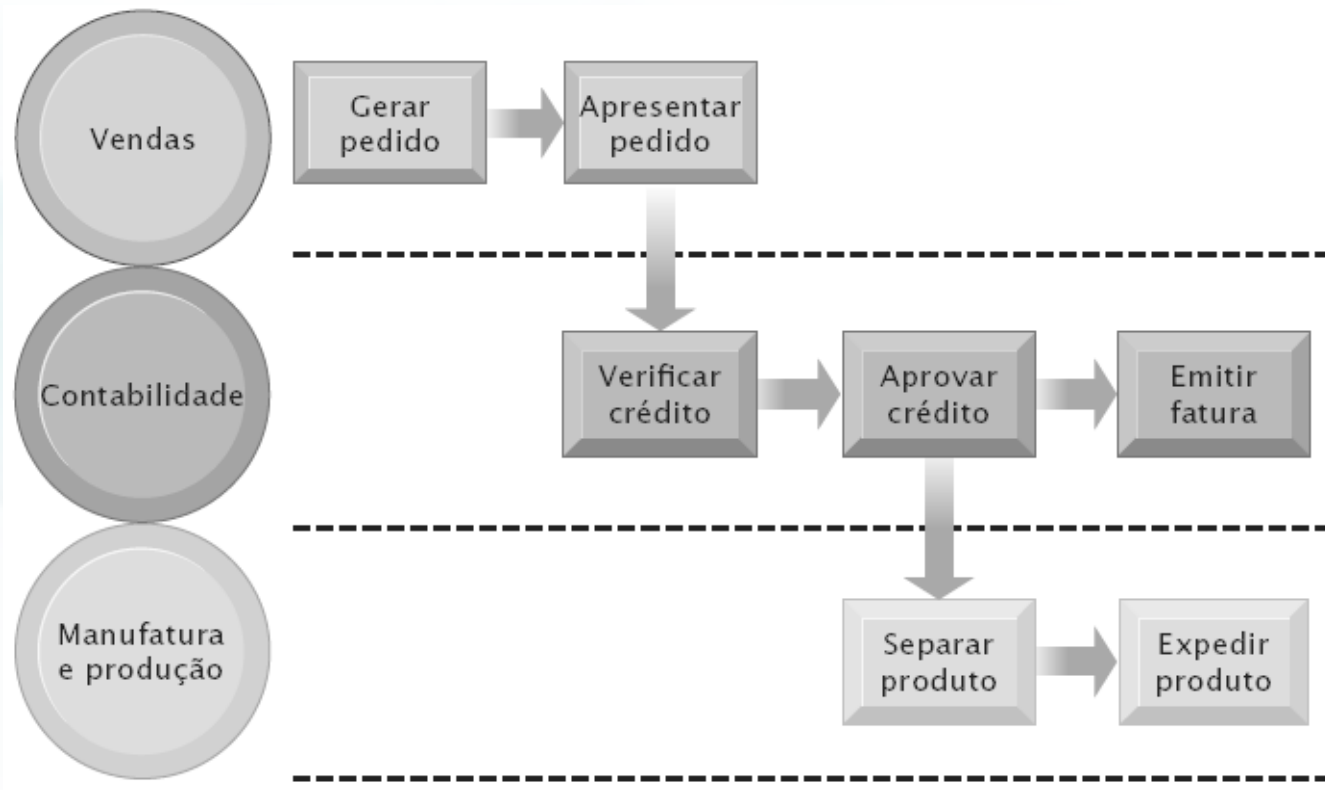 Vendas
Gerar
pedido
Apresentar
pedido
Contabilidade
Verificar
crédito
Aprovar
crédito
Emitir
fatura
Manufatura
e produção
Separar
produto
Expedir
produto